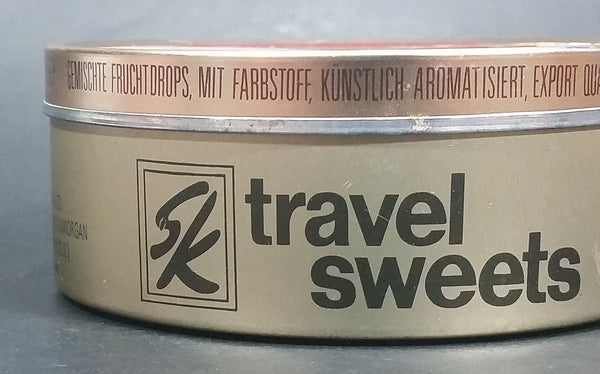 GEMISCHTE FRUCHTDROPS, MIT FARBSTOFF, KÜNSTLICH AROMATISIERT, EXPORT
SK
travel
sweets